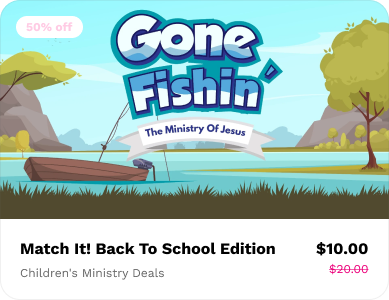 50% off
Gone
Fishin'
The Ministry Of Jesus
Match It! Back To School Edition
$10.00
Children's Ministry Deals
$20.00